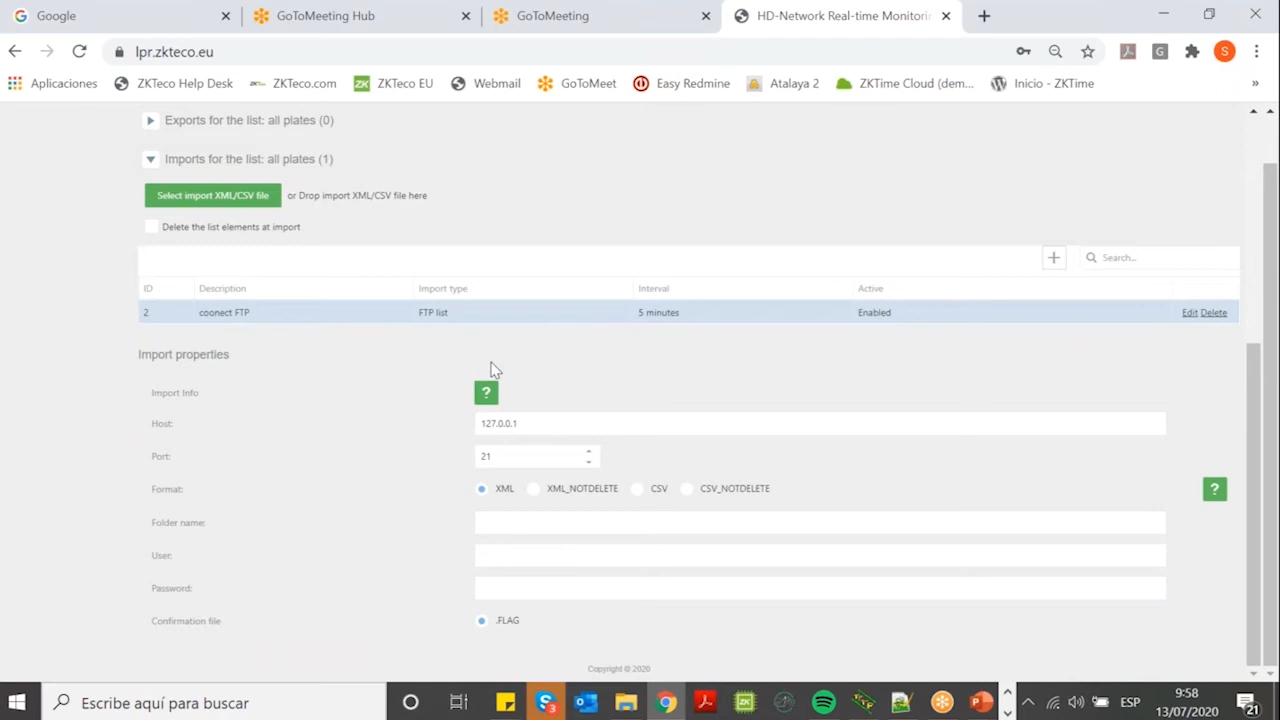 Google
GoToMeeting Hub
GoToMeeting
HD-Network Real-time Monitorin
lpr.zkteco.eu
G
S
Aplicaciones
ZKTeco Help Desk
ZKTeco.com
ZK
ZKTeco EU
Webmail
GoToMeet
Easy Redmine
Atalaya 2
ZKTime Cloud (dem...
Inicio - ZKTime
»
Exports for the list: all plates (0)
Imports for the list: all plates (1)
Select import XML/CSV file or Drop import XML/CSV file here
Delete the list elements at import
Search...
ID Description Import type Interval Active
2 coonect FTP FTP list 5 minutes Enabled Edit Delete
Import properties
Import Info ?
Host: 127.0.0.1
Port: 21
Format: XML XML_NOTDELETE CSV CSV_NOTDELETE ?
Folder name:
User:
Password:
Confirmation file .FLAG
Copyright © 2020
Escribe aquí para buscar
3
ESP
9:58
13/07/2020
21